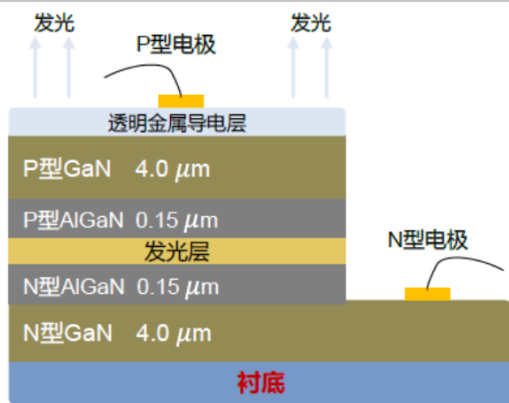 发光
发光
P型电极
透明金属导电层
P型GaN 4.0 μm
P型AlGaN 0.15 μm
发光层
N型电极
N型AlGaN 0.15 μm
N型GaN 4.0 μm
衬底